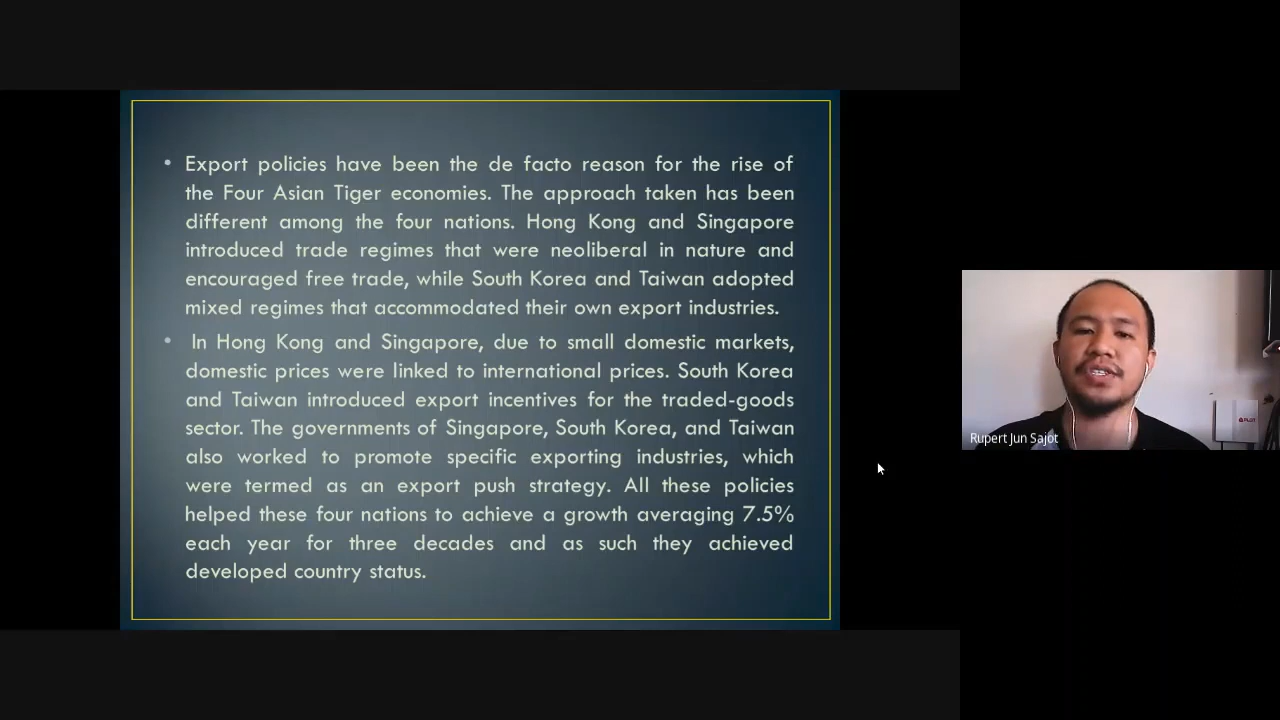 • Export policies have been the de facto reason for the rise of
the Four Asian Tiger economies. The approach taken has been
different among the four nations. Hong Kong and Singapore
introduced trade regimes that were neoliberal in nature and
encouraged free trade, while South Korea and Taiwan adopted
mixed regimes that accommodated their own export industries.
• In Hong Kong and Singapore, due to small domestic markets,
domestic prices were linked to international prices. South Korea
and Taiwan introduced export incentives for the traded-goods
sector. The governments of Singapore, South Korea, and Taiwan
also worked to promote specific exporting industries, which
were termed as an export push strategy. All these policies
helped these four nations to achieve a growth averaging 7.5%
each year for three decades and as such they achieved
developed country status.
Rupert Jun Sajot